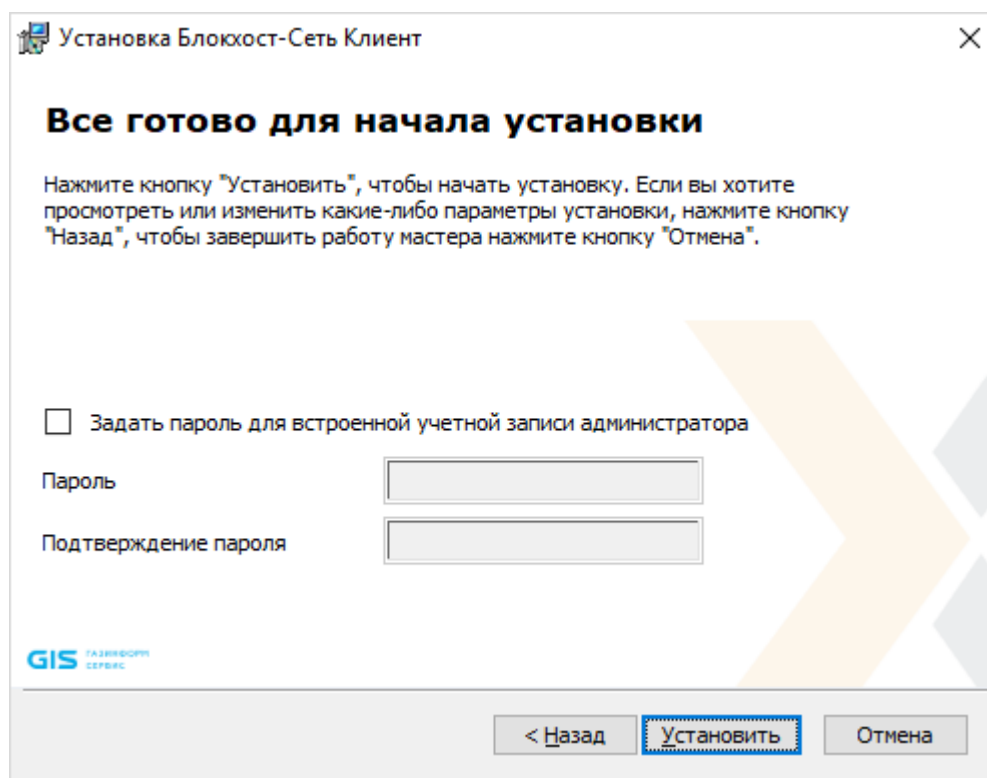 Установка Блокхост-Сеть Клиент
Все готово для начала установки
Нажмите кнопку "Установить", чтобы начать установку. Если вы хотите
просмотреть или изменить какие-либо параметры установки, нажмите кнопку
"Назад", чтобы завершить работу мастера нажмите кнопку "Отмена".
Задать пароль для встроенной учетной записи администратора
Пароль
Подтверждение пароля
GIS ГАЗИНФОРМ
СЕРВИС
< Назад Установить Отмена